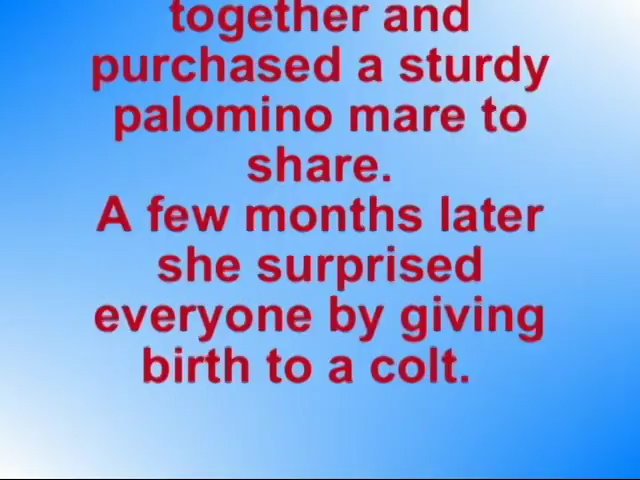 together and
purchased a sturdy
palomino mare to
share.
A few months later
she surprised
everyone by giving
birth to a colt.